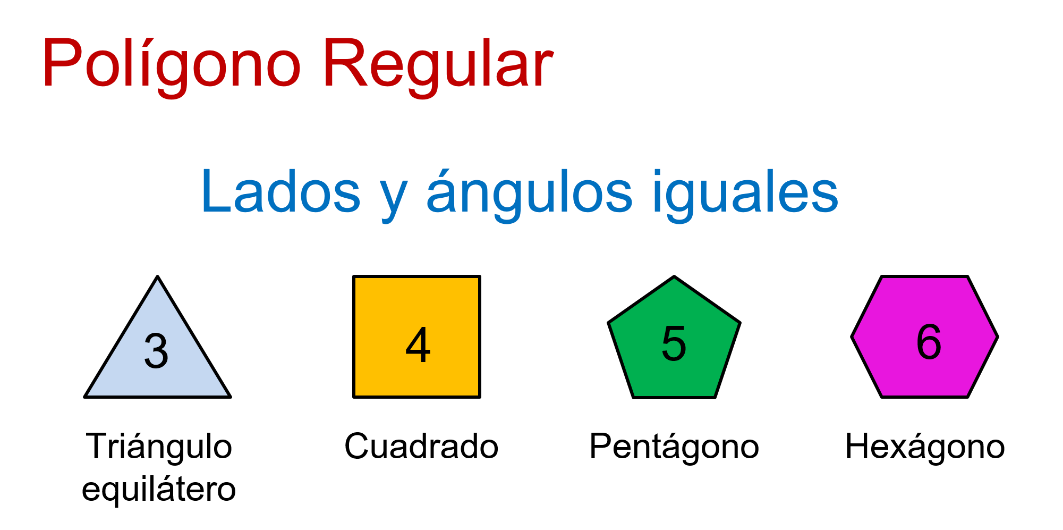 Polígono Regular
Lados y ángulos iguales
3
4
5
6
Triángulo
equilátero
Cuadrado
Pentágono
Hexágono